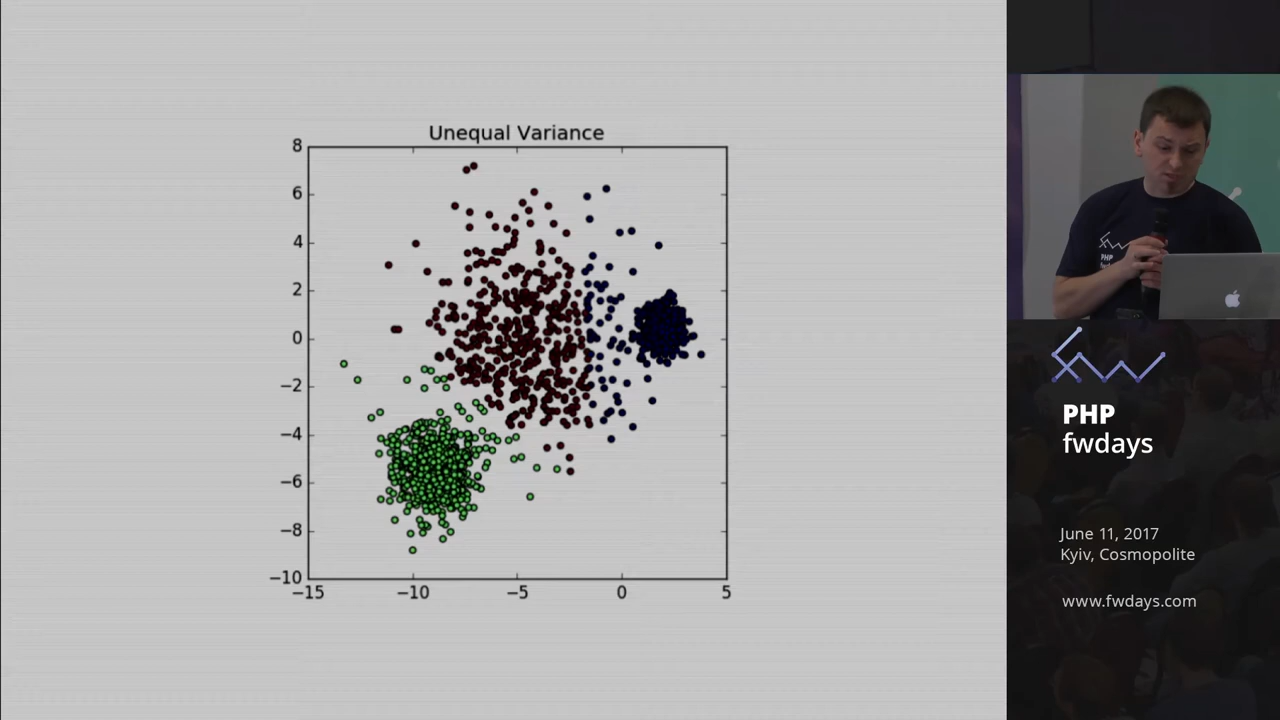 Unequal Variance
8
6
4
2
0
−2
−4
−6
−8
−10
−15 −10 −5 0 5
PHP
PHP
fwdays
June 11, 2017
Kyiv, Cosmopolite
www.fwdays.com